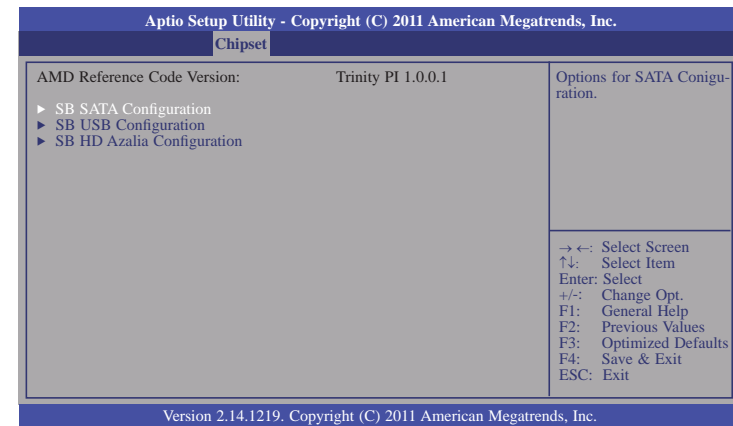 Aptio Setup Utility - Copyright (C) 2011 American Megatrends, Inc.
Chipset
AMD Reference Code Version: Trinity PI 1.0.0.1
► SB SATA Configuration
► SB USB Configuration
► SB HD Azalia Configuration
Options for SATA Conigu-
ration.
→ ←: Select Screen
↑↓: Select Item
Enter: Select
+/-: Change Opt.
F1: General Help
F2: Previous Values
F3: Optimized Defaults
F4: Save & Exit
ESC: Exit
Version 2.14.1219. Copyright (C) 2011 American Megatrends, Inc.